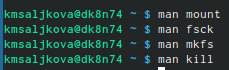 kmsaljkova@dk8n74 ~ $ man mount
kmsaljkova@dk8n74 ~ $ man fsck
kmsaljkova@dk8n74 ~ $ man mkfs
kmsaljkova@dk8n74 ~ $ man kill